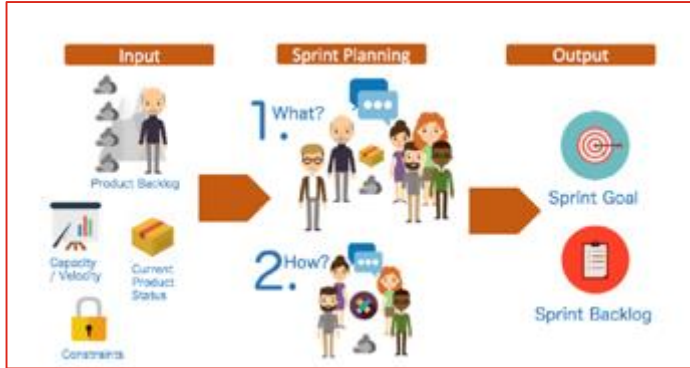 Input
Sprint Planning
Output
Product Backlog
Capacity
/ Velocity
Current
Product
Status
Constraints
1.
What?
2.
How?
Sprint Goal
Sprint Backlog